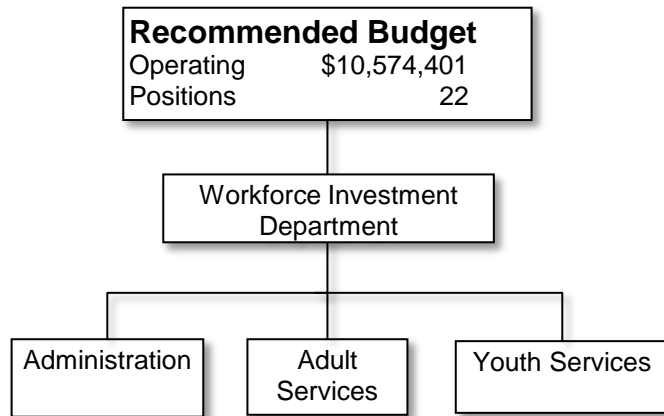 Recommended Budget
Operating $10,574,401
Positions 22
Workforce Investment
Department
Administration
Adult
Services
Youth Services